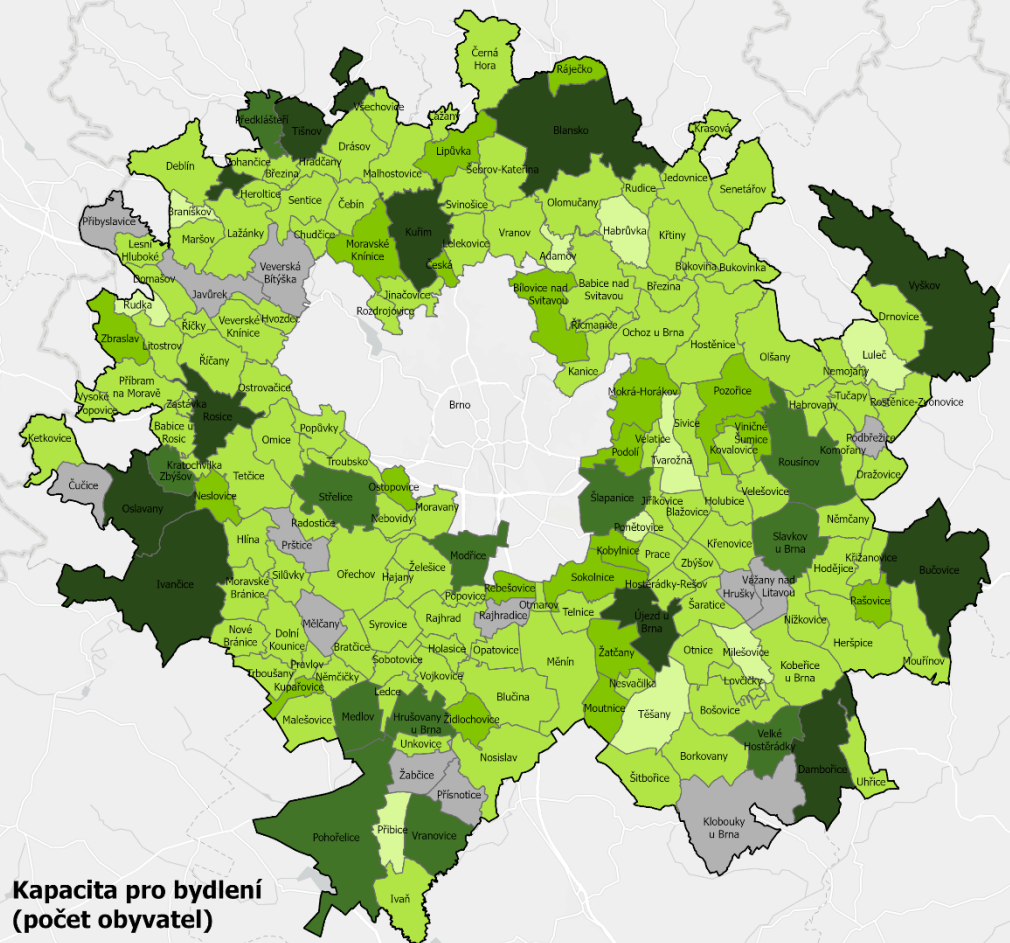 Černá
Hora
Ráječko
Blansko
Všechovice
Lažany
Předklášteří
Tišnov
Krasová
Drásov
Lipůvka
Hradčany
Malhostovice
Šebrov-Kateřina
Deblín
Březina
Jedovnice
Rudice
Senetářov
Heroltice
Sentice
Čebín
Svinošice
Olomučany
Braniškov
Přibyslavice
Lažánky
Maršov
Chudčice
Kuřim
Vranov
Habrůvka
Křtiny
Lesní
Hluboké
Moravské
Knínice
Lelekovice
Adamov
Veverská
Bítýška
Česká
Bukovina
Bukovinka
Domašov
Javůrek
Jinačovice
Babice nad
Svitavou
Březina
Bílovice nad
Svitavou
Vyškov
Rudka
Rozdrojovice
Hvozdec
Veverské
Knínice
Říčky
Řícmanice
Ochoz u Brna
Drnovice
Zbraslav
Litostrov
Hostěnice
Olšany
Luleč
Říčany
Kanice
Nemojany
Příbram
na Moravě
Ostrovačice
Mokrá-Horákov
Pozořice
Vysoké
Popovice
Zastávka
Rosice
Brno
Habrovany
Tučapy
Rostěnice-Zvonovice
Babice u
Rosic
Popůvky
Sivice
Viničné
Šumice
Ketkovice
Omice
Velatice
Podbřežice
Kovalovice
Komořany
Podolí
Tvarožná
Rousínov
Kratochvilka
Zbýšov
Troubsko
Tetčice
Dražovice
Čučice
Ostopovice
Velešovice
Neslovice
Střelice
Šlapanice
Jiříkovice
Holubice
Oslavany
Moravany
Blažovice
Radostice
Nebovidy
Němčany
Ponětovice
Hlína
Slavkov
u Brna
Křenovice
Prštice
Modřice
Kobylnice
Prace
Křižanovice
Zbýšov
Želešice
Hodějice
Bučovice
Silůvky
Ořechov
Hajany
Sokolnice
Ivančice
Moravské
Bránice
Hostěrádky-Rešov
Vážany nad
Litavou
Rebešovice
Popovice
Hrušky
Rašovice
Otmarov
Šaratice
Telnice
Rajhradice
Újezd u
Brna
Rajhrad
Nížkovice
Mělčany
Syrovice
Nové
Bránice
Dolní
Kounice
Bratčice
Holasice
Opatovice
Otnice
Milešovice
Heršpice
Žatčany
Měnín
Sobotovice
Kobeřice
u Brna
Mouřínov
Pravlov
Vojkovice
Němčičky
Nesvačilka
Lovčičky
Kupařovice
Ledce
Blučina
Moutnice
Bošovice
Těšany
Malešovice
Medlov
Hrušovany
u Brna
Židlochovice
Velké
Hostěrádky
Unkovice
Nosislav
Borkovany
Dambořice
Žabčice
Šitbořice
Uhřice
Přísnotice
Klobouky
u Brna
Přibice
Vranovice
Pohořelice
Ivaň
Kapacita pro bydlení
(počet obyvatel)